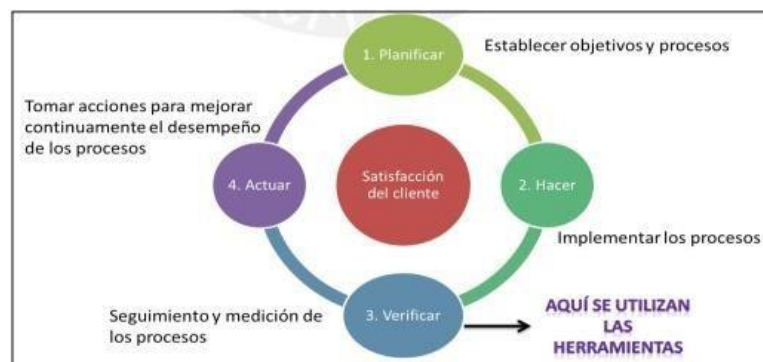 1. Planificar
Establecer objetivos y procesos
Tomar acciones para mejorar
continuamente el desempeño
de los procesos
4. Actuar
Satisfacción
del cliente
2. Hacer
Implementar los procesos
Seguimiento y medición de
los procesos
3. Verificar
AQUÍ SE UTILIZAN
LAS
HERRAMIENTAS